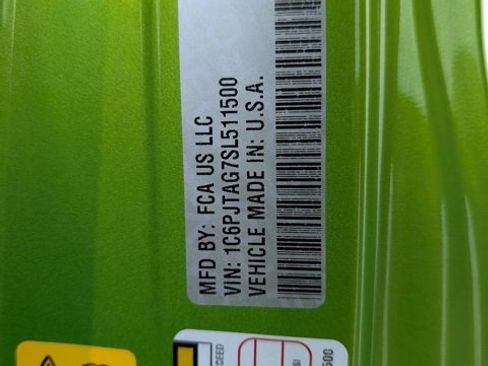 MFD BY: FCA US LLC
VIN: 1C6PJTAG7SL511500
VEHICLE MADE IN: U.S.A.